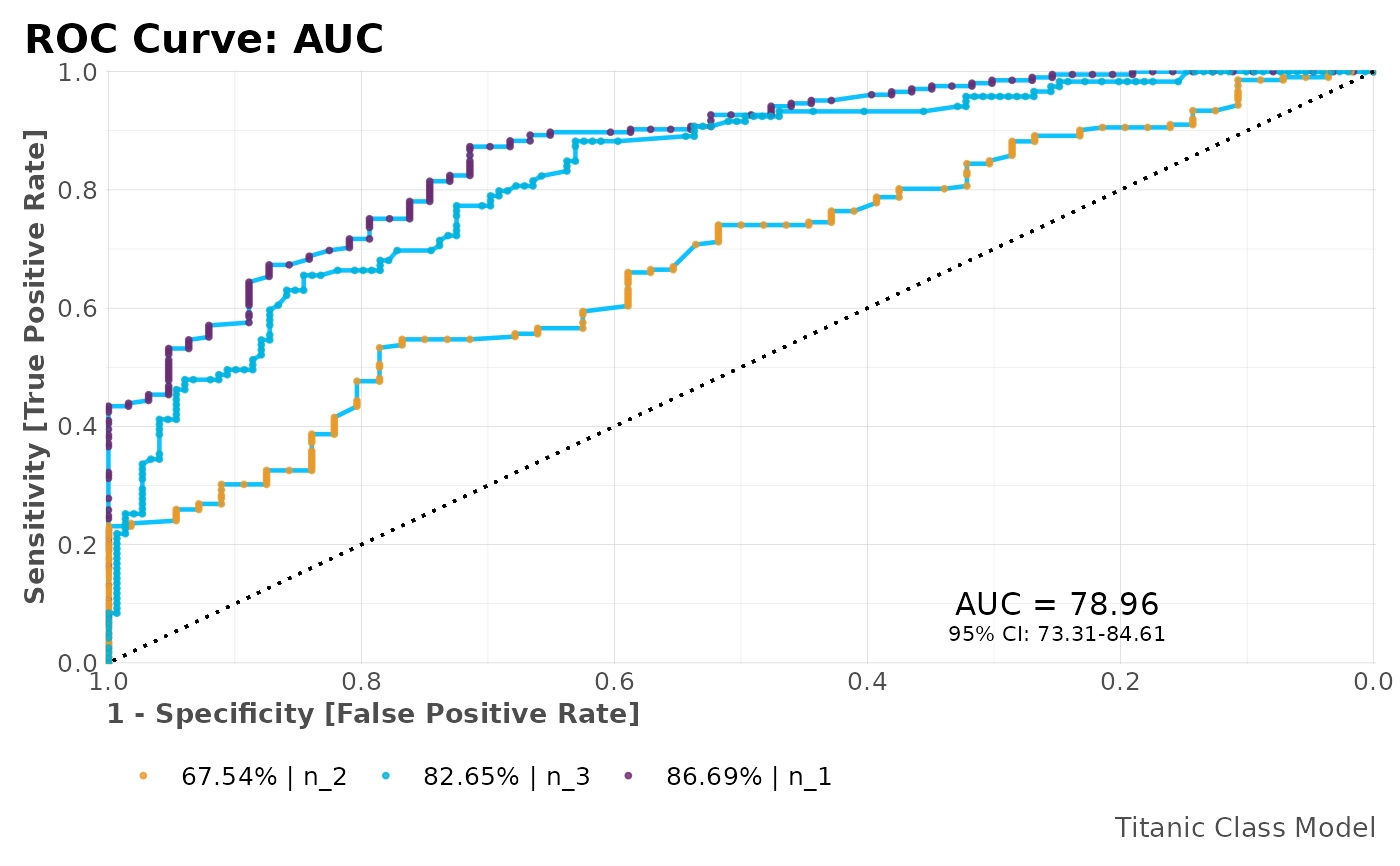 ROC Curve: AUC
Sensitivity [True Positive Rate]
1.0
0.8
0.6
0.4
0.2
0.0
AUC = 78.96
95% CI: 73.31-84.61
1.0 0.8 0.6 0.4 0.2 0.0
1 - Specificity [False Positive Rate]
67.54% | n_2 82.65% | n_3 86.69% | n_1
Titanic Class Model